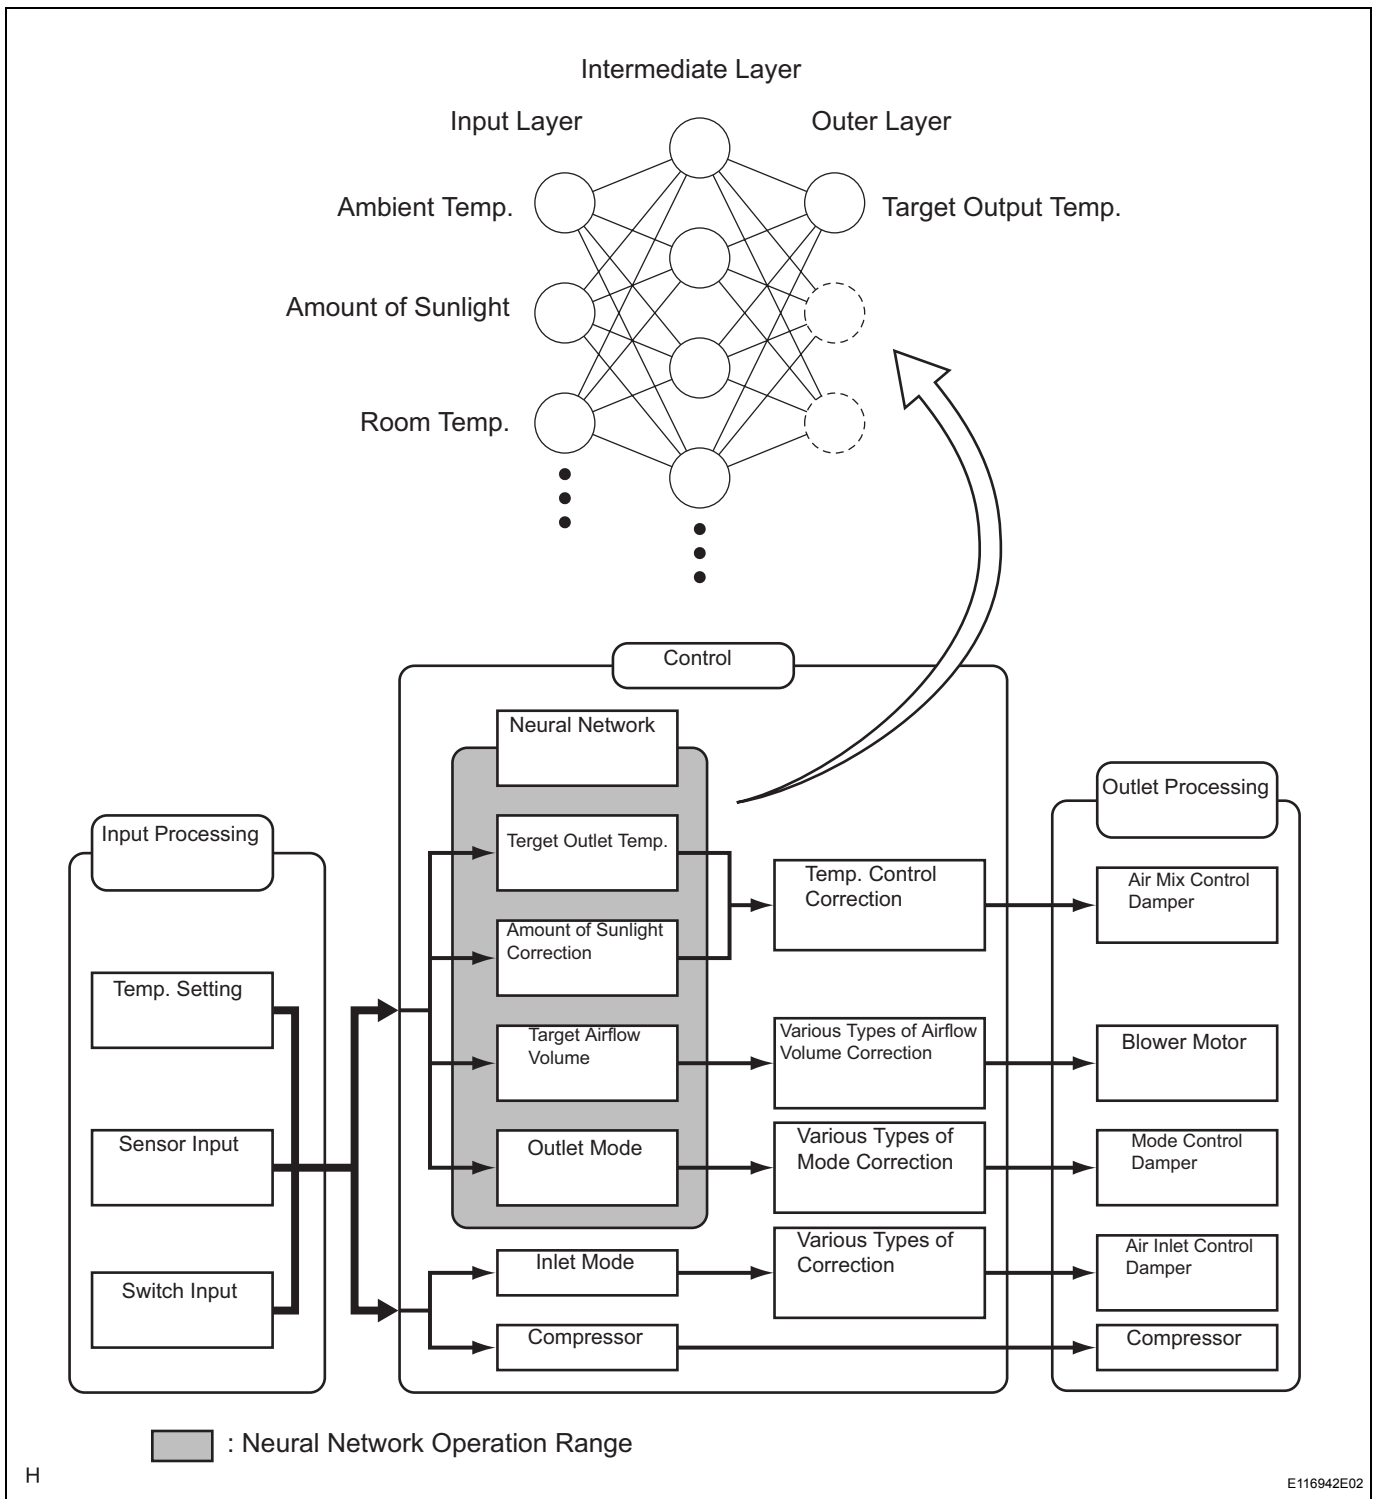 Intermediate Layer
Input Layer
Outer Layer
Ambient Temp.
Target Output Temp.
Amount of Sunlight
Room Temp.
Control
Neural Network
Outlet Processing
Input Processing
Terget Outlet Temp.
Temp. Control
Correction
Air Mix Control
Damper
Amount of Sunlight
Correction
Temp. Setting
Target Airflow
Volume
Various Types of Airflow
Volume Correction
Blower Motor
Sensor Input
Outlet Mode
Various Types of
Mode Correction
Mode Control
Damper
Switch Input
Inlet Mode
Various Types of
Correction
Air Inlet Control
Damper
Compressor
Compressor
: Neural Network Operation Range
H
E116942E02